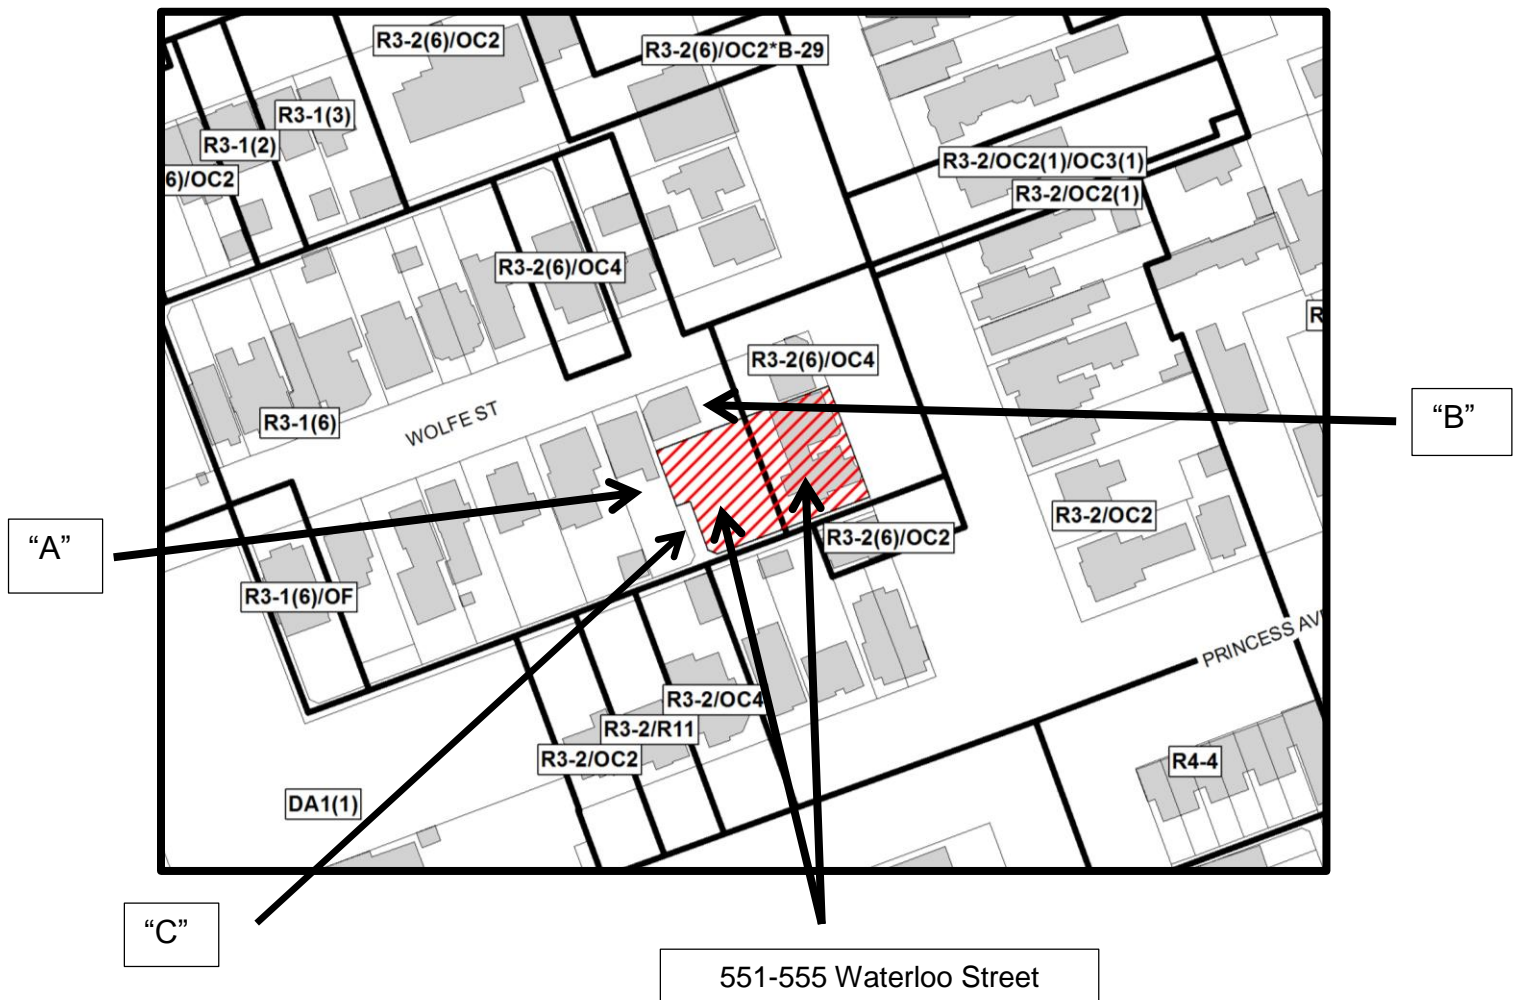 R3-2(6)/OC2
R3-2(6)/OC2*B-29
R3-1(3)
R3-1(2)
6)/OC2
R3-2/OC2(1)/OC3(1)
R3-2/OC2(1)
R3-2(6)/OC4
R
R3-2(6)/OC4
R3-1(6)
WOLFE ST
“B”
“A”
R3-2/OC2
R3-2(6)/OC2
R3-1(6)/OF
PRINCESS AV
R3-2/OC4
R3-2/R11
R3-2/OC2
R4-4
DA1(1)
“C”
551-555 Waterloo Street